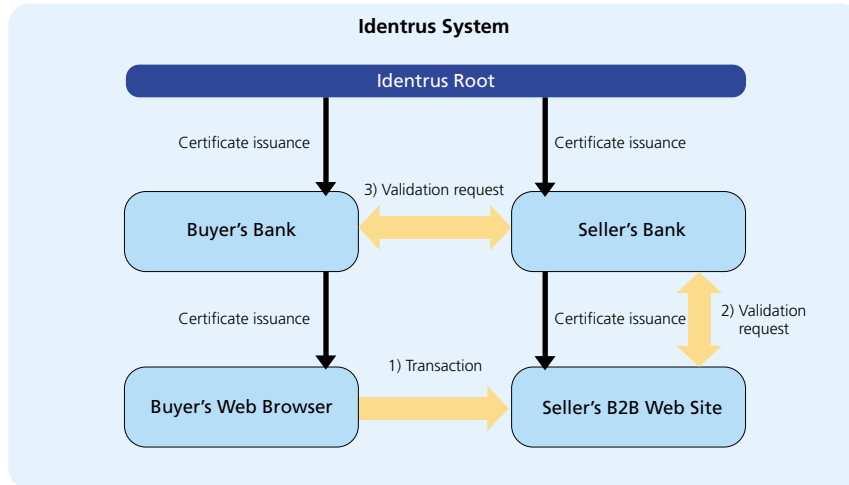 Identrus System
Identrus Root
Certificate issuance
Certificate issuance
3) Validation request
Buyer's Bank
Seller's Bank
Certificate issuance
Certificate issuance
2) Validation
request
1) Transaction
Buyer's Web Browser
Seller's B2B Web Site